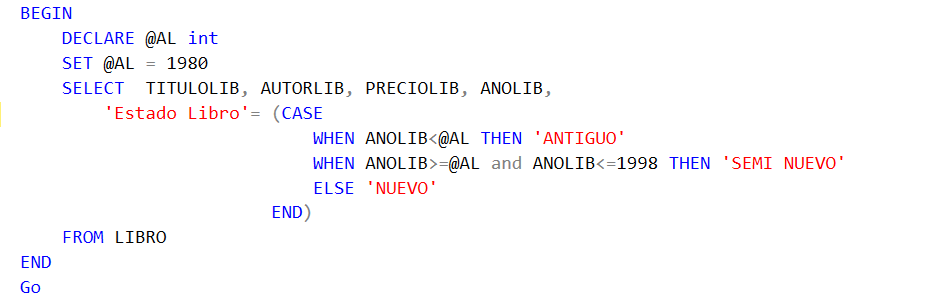 BEGIN
DECLARE @AL int
SET @AL = 1980
SELECT  TITULOLIB, AUTORLIB, PRECIOLIB, ANOLIB,
'Estado Libro'= (CASE
WHEN ANOLIB<@AL THEN 'ANTIGUO'
WHEN ANOLIB>=@AL and ANOLIB<=1998 THEN 'SEMI NUEVO'
ELSE 'NUEVO'
END)
FROM LIBRO
END
Go